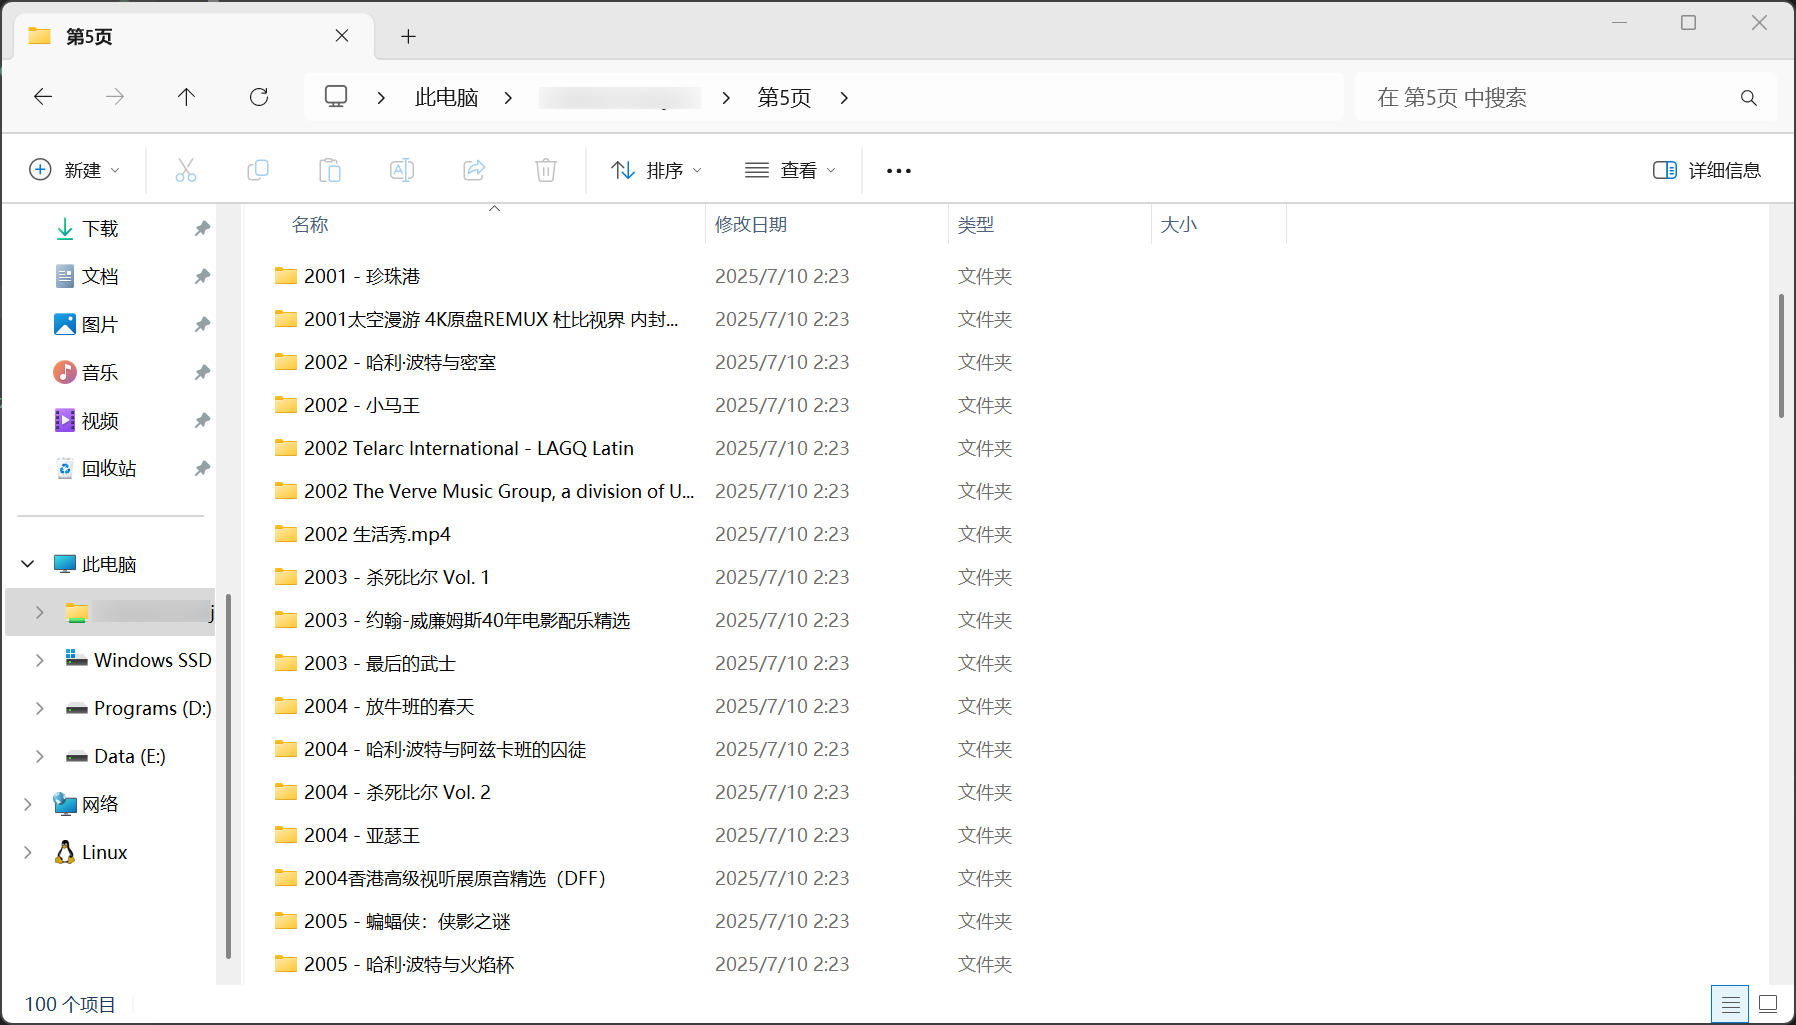 第5页
此电脑 第5页
在 第5页 中搜索
新建 排序 查看 详细信息
名称 修改日期 类型 大小
下载
文档
图片
音乐
视频
回收站
此电脑
j
Windows SSD
Programs (D:)
Data (E:)
网络
Linux
2001 - 珍珠港 2025/7/10 2:23 文件夹
2001太空漫游 4K原盘REMUX 杜比视界 内封... 2025/7/10 2:23 文件夹
2002 - 哈利·波特与密室 2025/7/10 2:23 文件夹
2002 - 小马王 2025/7/10 2:23 文件夹
2002 Telarc International - LAGQ Latin 2025/7/10 2:23 文件夹
2002 The Verve Music Group, a division of U... 2025/7/10 2:23 文件夹
2002 生活秀.mp4 2025/7/10 2:23 文件夹
2003 - 杀死比尔 Vol. 1 2025/7/10 2:23 文件夹
2003 - 约翰-威廉姆斯40年电影配乐精选 2025/7/10 2:23 文件夹
2003 - 最后的武士 2025/7/10 2:23 文件夹
2004 - 放牛班的春天 2025/7/10 2:23 文件夹
2004 - 哈利·波特与阿兹卡班的囚徒 2025/7/10 2:23 文件夹
2004 - 杀死比尔 Vol. 2 2025/7/10 2:23 文件夹
2004 - 亚瑟王 2025/7/10 2:23 文件夹
2004香港高级视听展原音精选（DFF） 2025/7/10 2:23 文件夹
2005 - 蝙蝠侠：侠影之谜 2025/7/10 2:23 文件夹
2005 - 哈利·波特与火焰杯 2025/7/10 2:23 文件夹
100 个项目